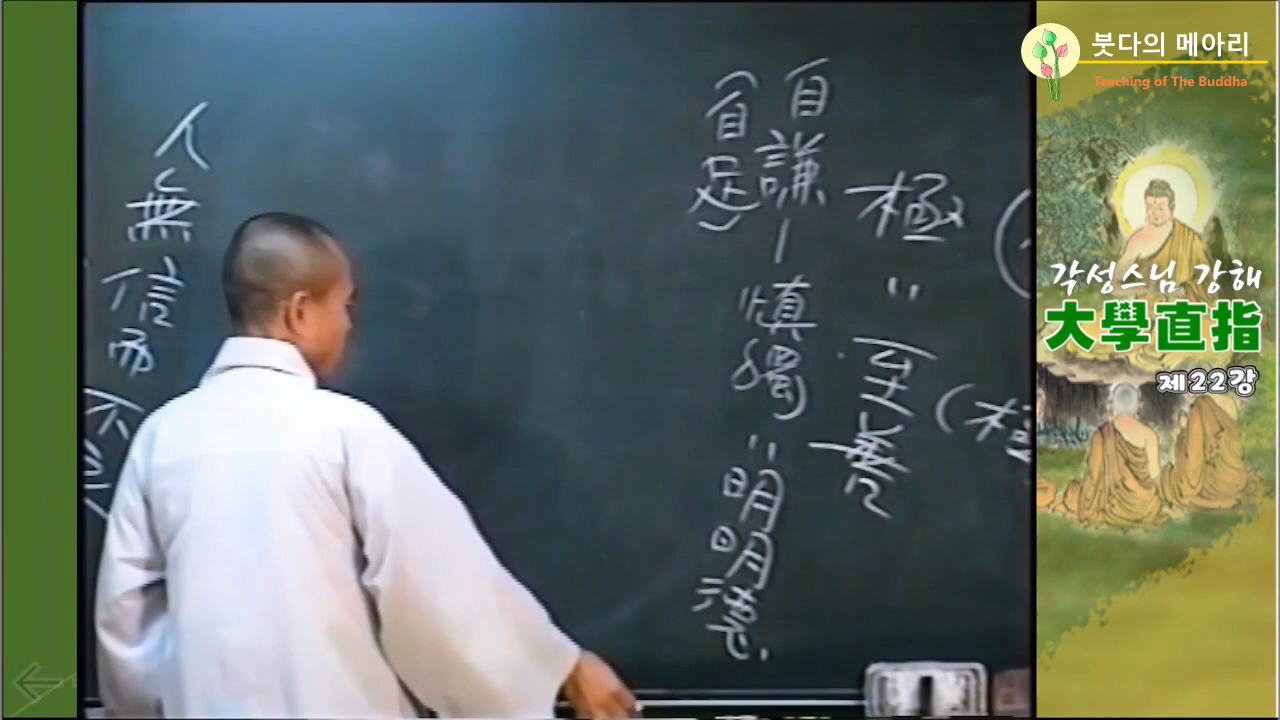 붓다의 메아리
Teaching of The Buddha
각성스님 강해
大學直指
제22강
極 〃 至善
自謙 ㅣ 愼獨 〃 明明德
(自足)
人無信